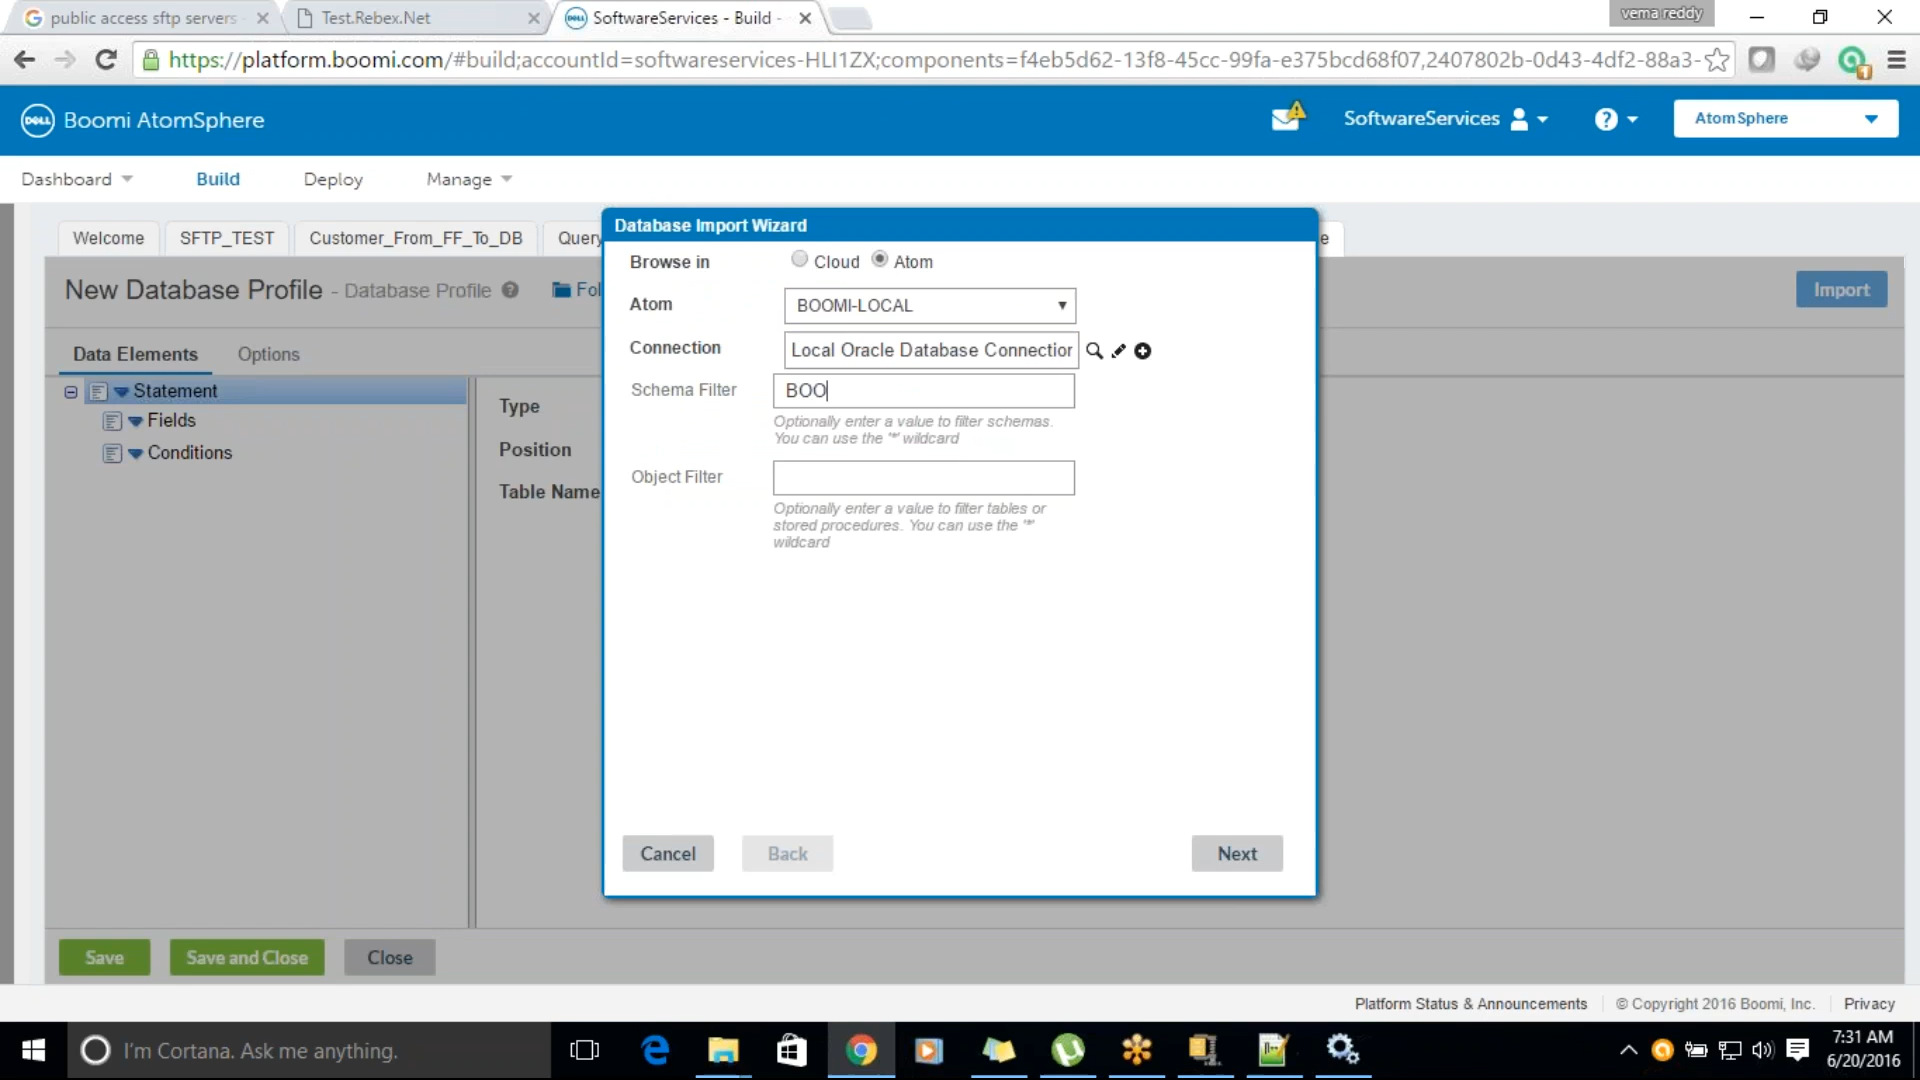 public access sftp servers
Test.Rebex.Net
SoftwareServices - Build -
vema reddy
https://platform.boomi.com/#build;accountId=softwareservices-HLI1ZX;components=f4eb5d62-13f8-45cc-99fa-e375bcd68f07,2407802b-0d43-4df2-88a3-
DELL
Boomi AtomSphere
SoftwareServices
?
AtomSphere
Dashboard
Build
Deploy
Manage
Welcome
SFTP_TEST
Customer_From_FF_To_DB
Query
Database Import Wizard
e
New Database Profile - Database Profile
Fol
Import
Data Elements
Options
Statement
Fields
Conditions
Type
Position
Table Name
Browse in
Cloud
Atom
Atom
BOOMI-LOCAL
Connection
Local Oracle Database Connection
Schema Filter
BOO
Optionally enter a value to filter schemas.
You can use the '*' wildcard
Object Filter
Optionally enter a value to filter tables or
stored procedures. You can use the '*'
wildcard
Cancel
Back
Next
Save
Save and Close
Close
Platform Status & Announcements
© Copyright 2016 Boomi, Inc.
Privacy
I'm Cortana. Ask me anything.
7:31 AM
6/20/2016